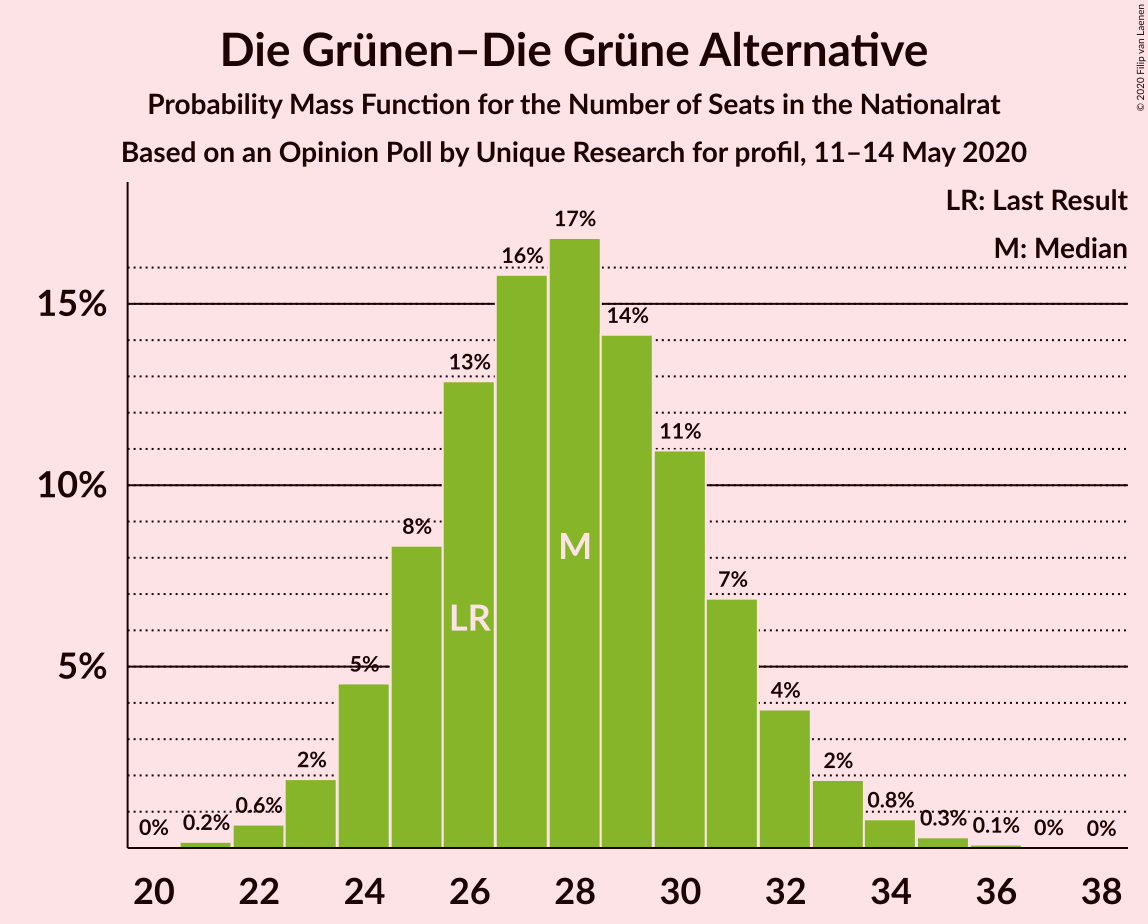 Die Grünen–Die Grüne Alternative
Probability Mass Function for the Number of Seats in the Nationalrat
Based on an Opinion Poll by Unique Research for profil, 11–14 May 2020
© 2020 Filip van Laenen
LR: Last Result
M: Median
15%
10%
5%
0%
0.2%
0.6%
2%
5%
8%
13%
16%
17%
14%
11%
7%
4%
2%
0.8%
0.3%
0.1%
0%
0%
LR
M
20 22 24 26 28 30 32 34 36 38